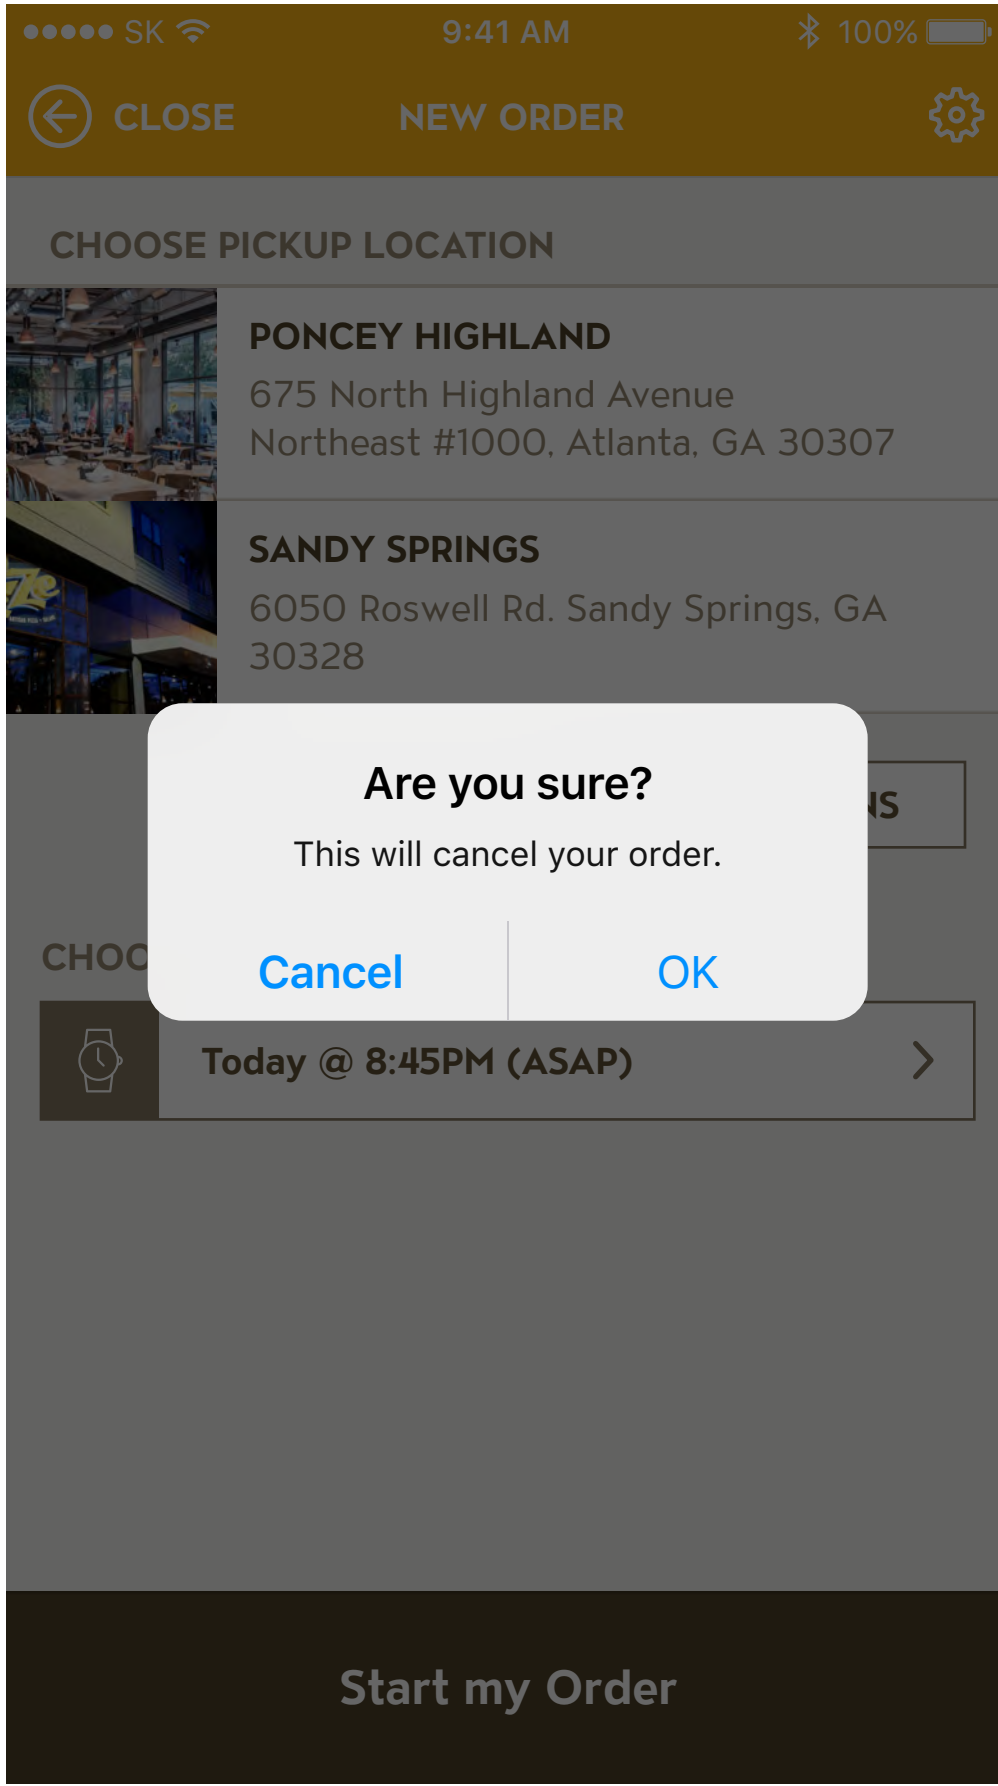 SK 9:41 AM 100%
CLOSE NEW ORDER
CHOOSE PICKUP LOCATION
PONCEY HIGHLAND
675 North Highland Avenue
Northeast #1000, Atlanta, GA 30307
SANDY SPRINGS
6050 Roswell Rd. Sandy Springs, GA
30328
Are you sure?
This will cancel your order.
Cancel OK
Today @ 8:45PM (ASAP)
Start my Order